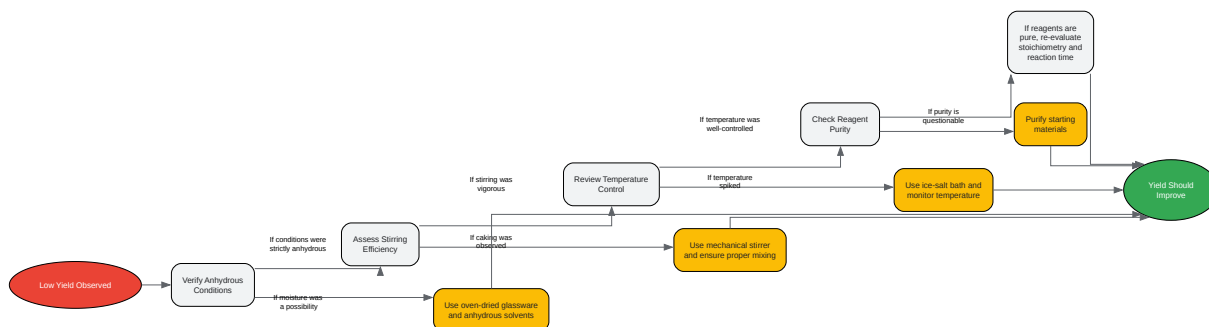 Low Yield Observed
Verify Anhydrous
Conditions
If conditions were
strictly anhydrous
If moisture was
a possibility
Assess Stirring
Efficiency
Use oven-dried glassware
and anhydrous solvents
If stirring was
vigorous
If caking was
observed
Review Temperature
Control
Use mechanical stirrer
and ensure proper mixing
If temperature was
well-controlled
If temperature
spiked
Check Reagent
Purity
Use ice-salt bath and
monitor temperature
If purity is
questionable
If reagents are
pure, re-evaluate
stoichiometry and
reaction time
Purify starting
materials
Yield Should
Improve